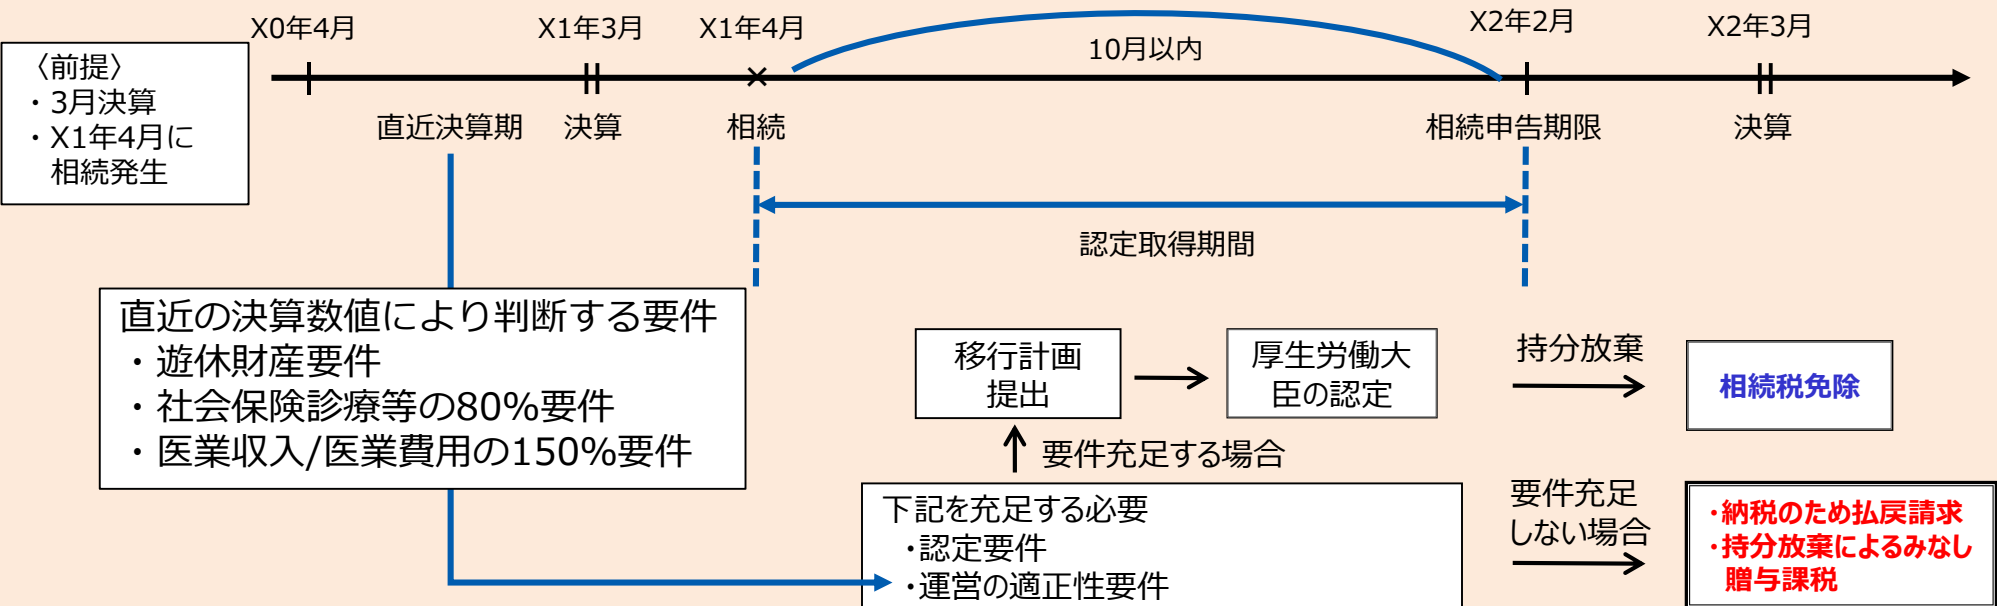 X0年4月
X1年3月
X1年4月
X2年2月
X2年3月
10月以内
〈前提〉
・3月決算
・X1年4月に
相続発生
直近決算期
決算
相続
相続申告期限
決算
認定取得期間
直近の決算数値により判断する要件
・遊休財産要件
・社会保険診療等の80%要件
・医業収入/医業費用の150%要件
移行計画
提出
厚生労働大
臣の認定
持分放棄
相続税免除
要件充足する場合
下記を充足する必要
・認定要件
・運営の適正性要件
要件充足
しない場合
・納税のため払戻請求
・持分放棄によるみなし
贈与課税